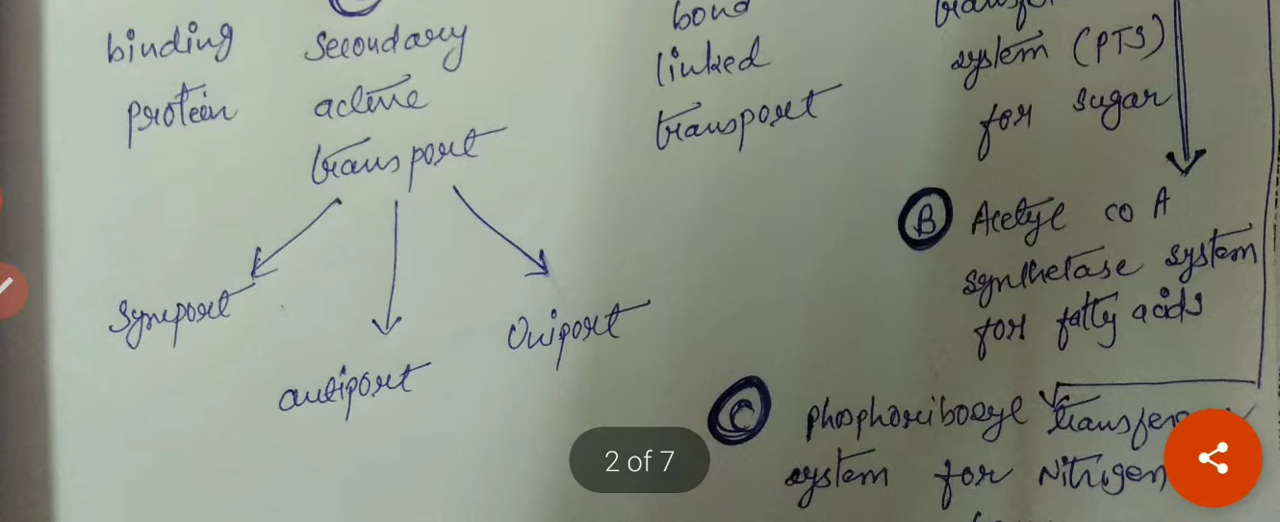 binding
protein
secondary
active
transport
Symport
antiport
Uniport
bond
linked
transport
system (PTS)
for sugar
B Acetyl co A
synthetase system
for fatty acids
C phosphoribosyl
system for Nitrogen
2 of 7